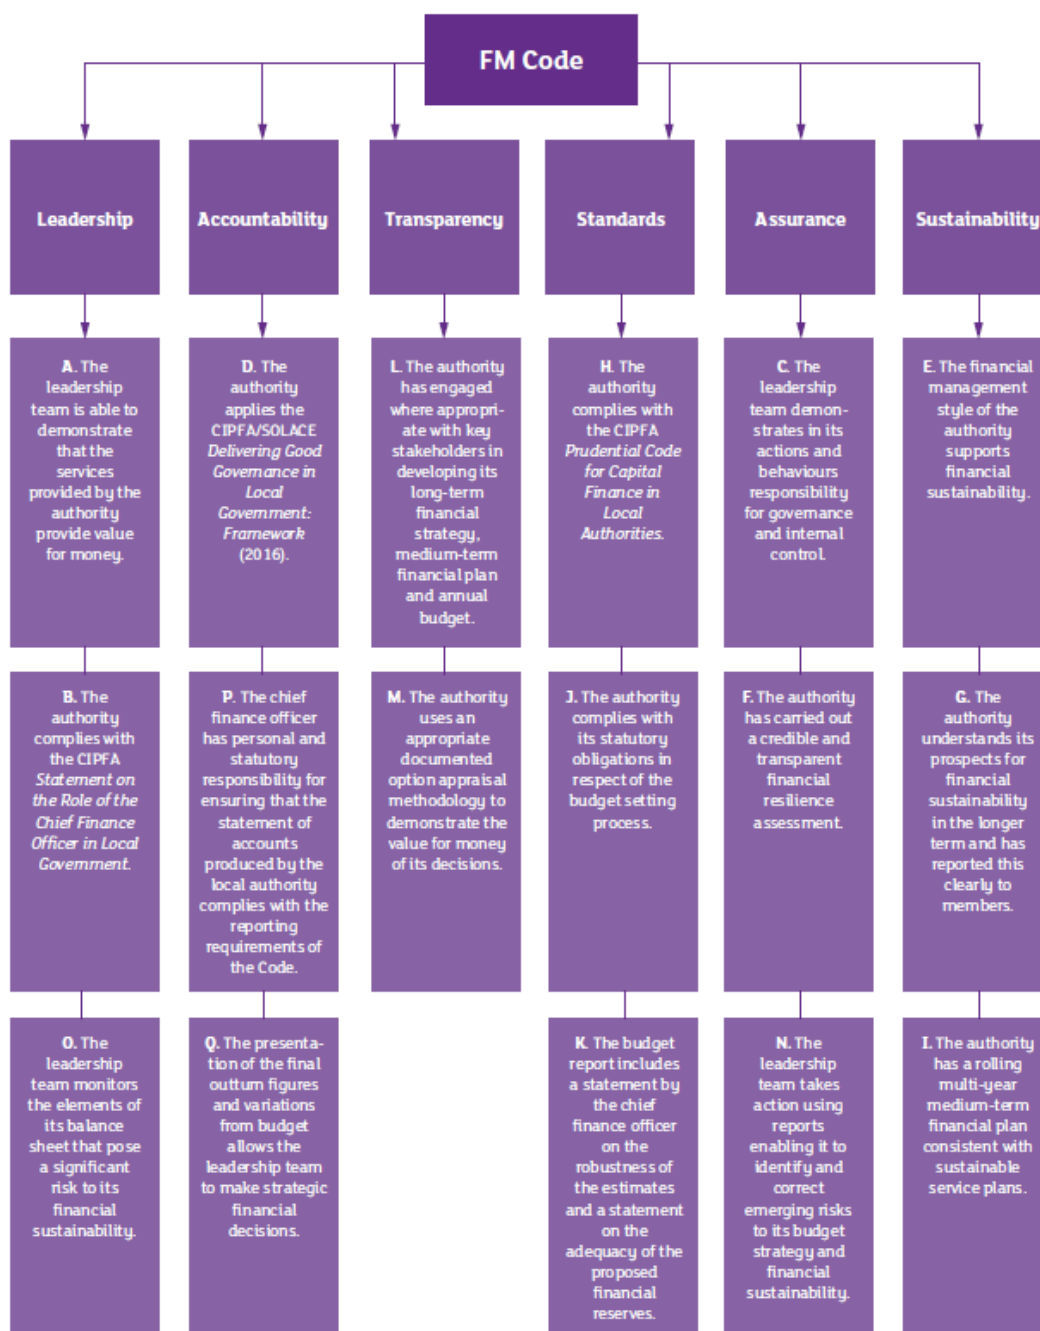 FM Code
Leadership
Accountability
Transparency
Standards
Assurance
Sustainability
A. The
leadership
team is able to
demonstrate
that the
services
provided by the
authority
provide value
for money.
D. The
authority
applies the
CIPFA/SOLACE
Delivering Good
Governance in
Local
Government:
Framework
(2016).
L. The authority
has engaged
where appropri-
ate with key
stakeholders in
developing its
long-term
financial
strategy,
medium-term
financial plan
and annual
budget.
H. The
authority
complies with
the CIPFA
Prudential Code
for Capital
Finance in
Local
Authorities.
C. The
leadership
team demon-
strates in its
actions and
behaviours
responsibility
for governance
and internal
control.
E. The financial
management
style of the
authority
supports
financial
sustainability.
B. The
authority
complies with
the CIPFA
Statement on
the Role of the
Chief Finance
Officer in Local
Government.
P. The chief
finance officer
has personal and
statutory
responsibility for
ensuring that the
statement of
accounts
produced by the
local authority
complies with the
reporting
requirements of
the Code.
M. The authority
uses an
appropriate
documented
option appraisal
methodology to
demonstrate the
value for money
of its decisions.
J. The authority
complies with
its statutory
obligations in
respect of the
budget setting
process.
F. The authority
has carried out
a credible and
transparent
financial
resilience
assessment.
G. The
authority
understands its
prospects for
financial
sustainability
in the longer
term and has
reported this
clearly to
members.
O. The
leadership
team monitors
the elements of
its balance
sheet that pose
a significant
risk to its
financial
sustainability.
Q. The presenta-
tion of the final
outturn figures
and variations
from budget
allows the
leadership team
to make strategic
financial
decisions.
K. The budget
report includes
a statement by
the chief
finance officer
on the
robustness of
the estimates
and a statement
on the
adequacy of the
proposed
financial
reserves.
N. The
leadership
team takes
action using
reports
enabling it to
identify and
correct
emerging risks
to its budget
strategy and
financial
sustainability.
I. The authority
has a rolling
multi-year
medium-term
financial plan
consistent with
sustainable
service plans.